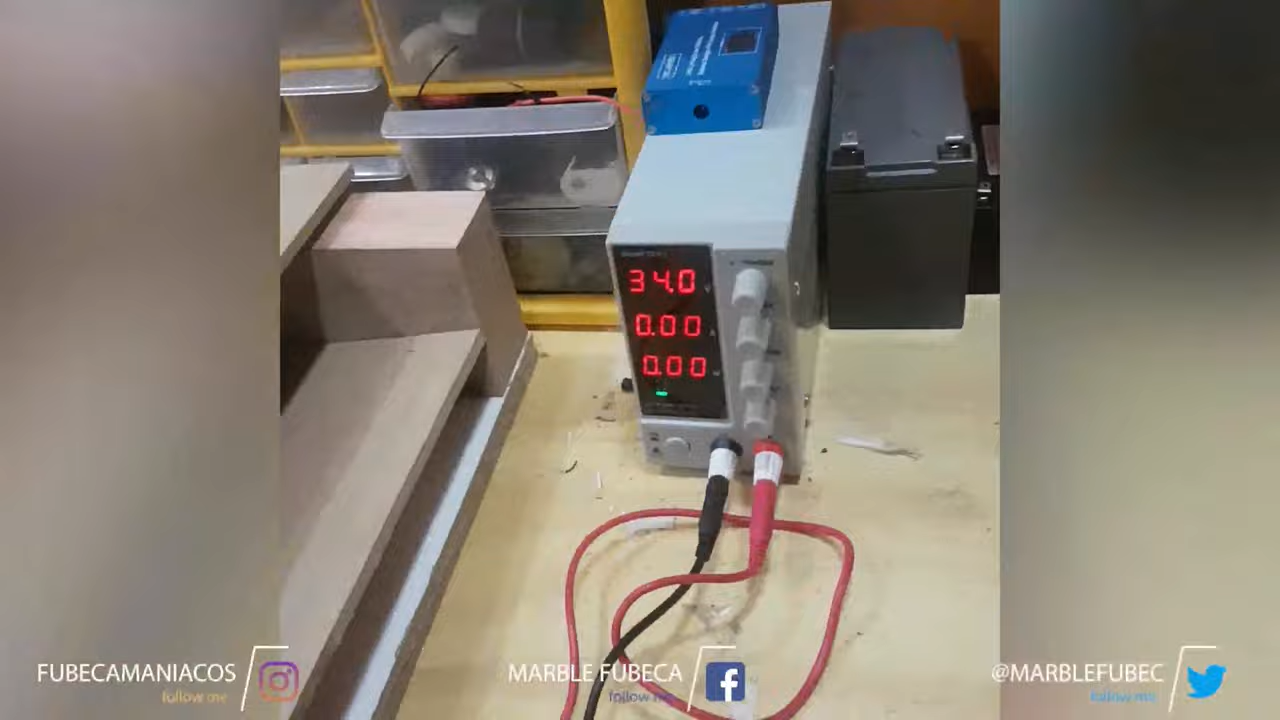 34.0
0.00
0.00
FUBECAMANIACOS
follow me
MARBLE FUBECA
follow me
@MARBLEFUBEC
follow me